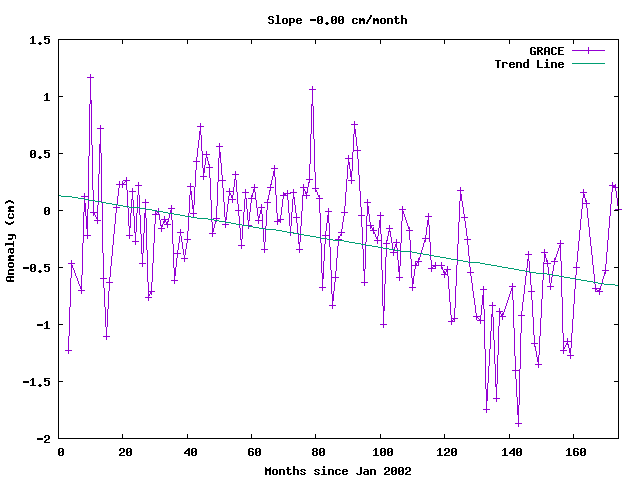 Slope -0.00 cm/month
GRACE
Trend Line
1.5
1
0.5
0
-0.5
-1
-1.5
-2
Anomaly (cm)
0 20 40 60 80 100 120 140 160
Months since Jan 2002